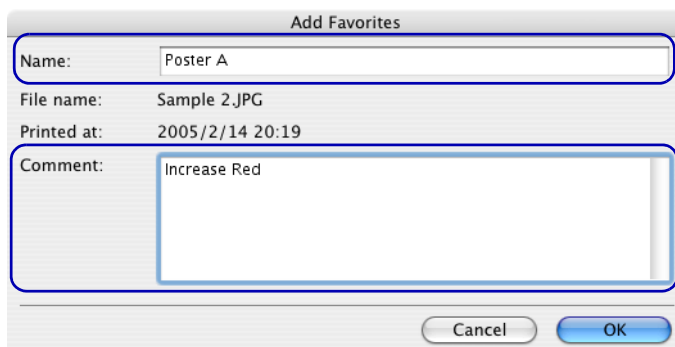 Add Favorites
Name: Poster A
File name: Sample 2.JPG
Printed at: 2005/2/14 20:19
Comment: Increase Red
Cancel OK